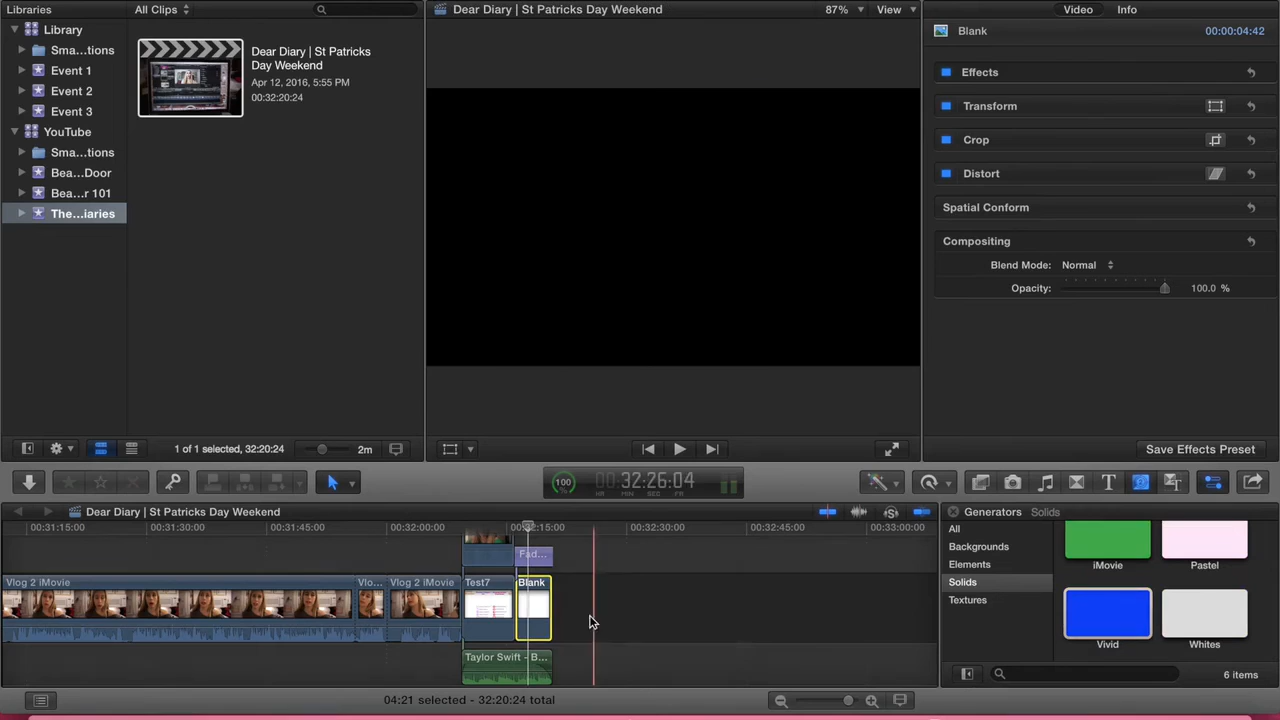 Libraries
All Clips
Dear Diary | St Patricks Day Weekend
87%
View
Video
Info
Library
Sma...tions
Event 1
Event 2
Event 3
YouTube
Sma...tions
Bea...Door
Bea...r 101
The...iaries
Dear Diary | St Patricks
Day Weekend
Apr 12, 2016, 5:55 PM
00:32:20:24
Blank
00:00:04:42
Effects
Transform
Crop
Distort
Spatial Conform
Compositing
Blend Mode: Normal
Opacity: 100.0 %
1 of 1 selected, 32:20:24
2m
Save Effects Preset
100
%
00:32:26:04
HR MIN SEC FR
Dear Diary | St Patricks Day Weekend
00:31:15:00
00:31:30:00
00:31:45:00
00:32:00:00
00:32:15:00
00:32:30:00
00:32:45:00
00:33:00:00
Fad...
Vlog 2 iMovie
Vlo...
Vlog 2 iMovie
Test7
Blank
Taylor Swift - B...
Generators
Solids
All
Backgrounds
Elements
Solids
Textures
iMovie
Pastel
Vivid
Whites
6 items
04:21 selected - 32:20:24 total